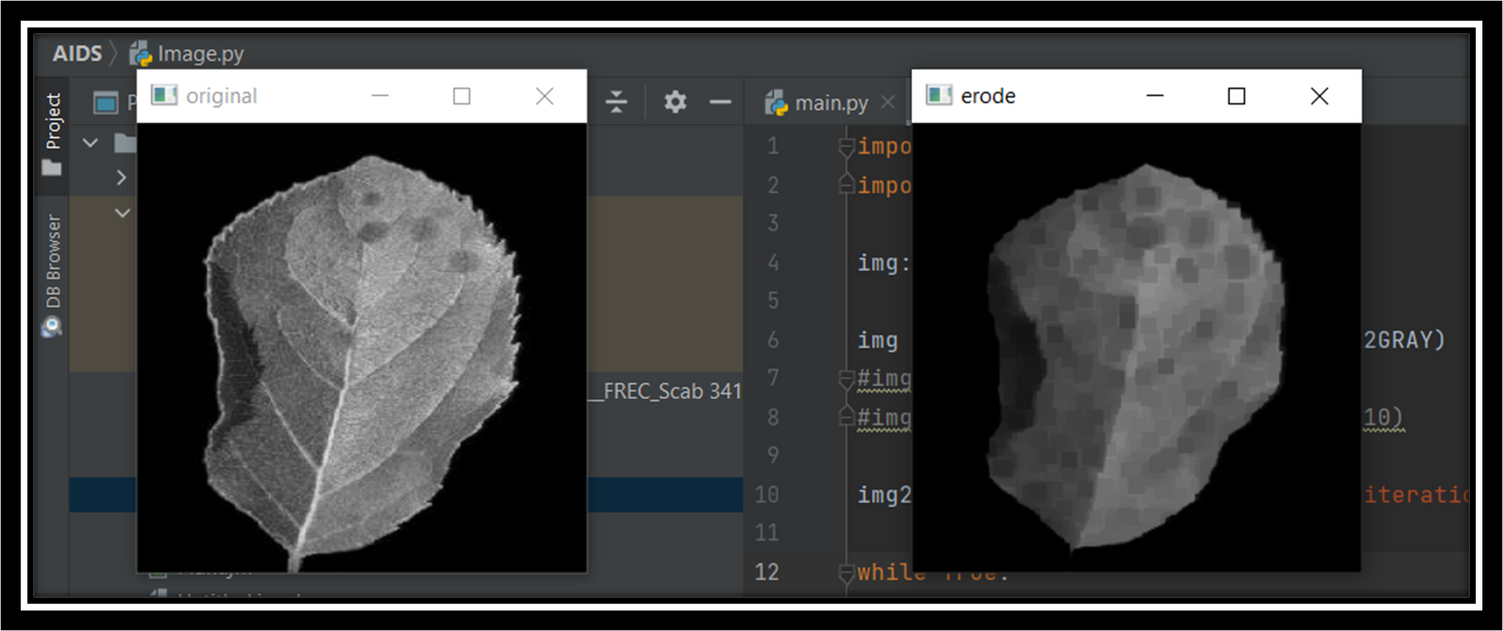 AIDS Image.py
Project
DB Browser
original
main.py
erode
1 impo
2 impo
3
4 img:
5
6 img 2GRAY)
7 #img
__FREC_Scab 341
8 #img 10)
9
10 img2 iteratio
11
12 while True: